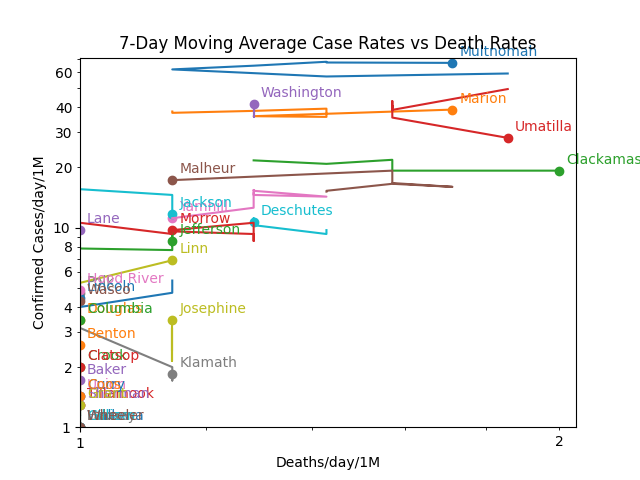 7-Day Moving Average Case Rates vs Death Rates
Multnomah
Washington
Marion
Umatilla
Clackamas
Malheur
Jackson
Yamhill
Deschutes
Lane
Morrow
Jefferson
Linn
Hood River
Lincoln
Wasco
Columbia
Josephine
Benton
Clatsop
Klamath
Baker
Curry
Tillamook
Confirmed Cases/day/1M
60
40
30
20
10
8
6
4
3
2
1
1
2
Deaths/day/1M